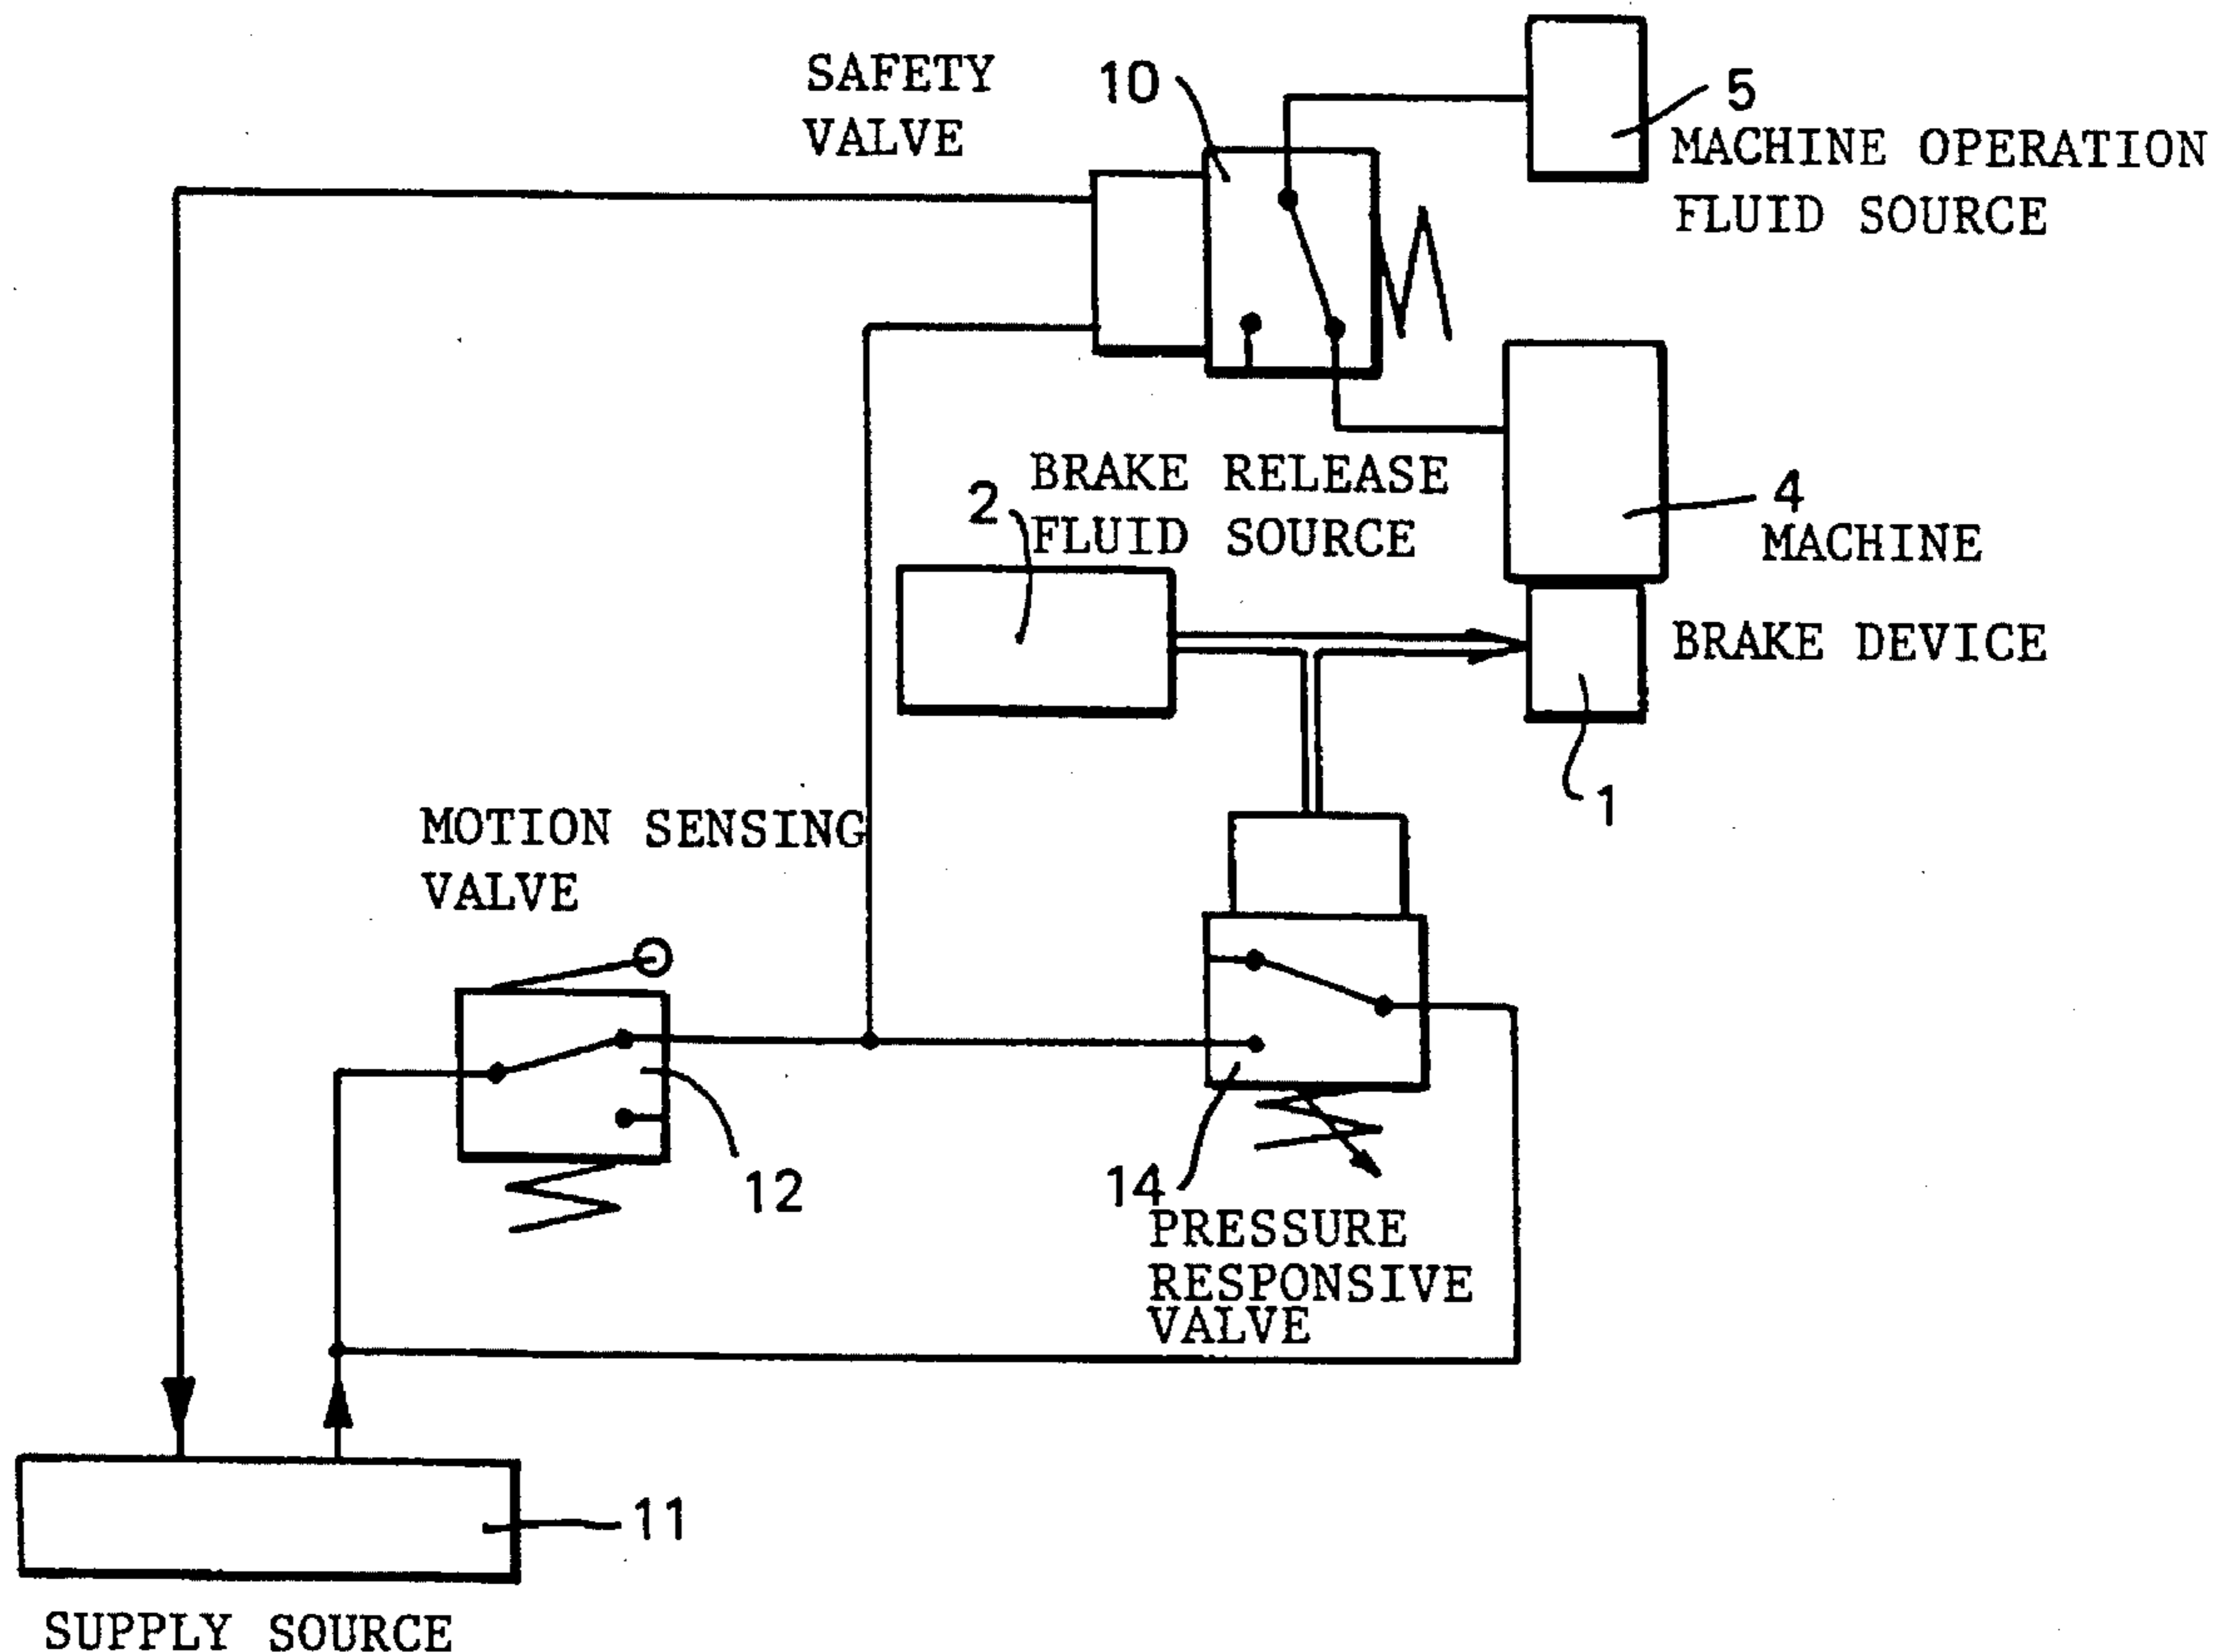 SAFETY
VALVE
10
5
MACHINE OPERATION
FLUID SOURCE
2
BRAKE RELEASE
FLUID SOURCE
4
MACHINE
BRAKE DEVICE
1
MOTION SENSING
VALVE
12
14
PRESSURE
RESPONSIVE
VALVE
11
SUPPLY SOURCE